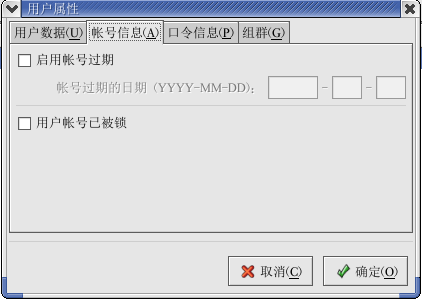 用户属性
用户数据(U) 帐号信息(A) 口令信息(P) 组群(G)
启用帐号过期
帐号过期的日期 (YYYY-MM-DD): - -
用户帐号已被锁
取消(C) 确定(O)